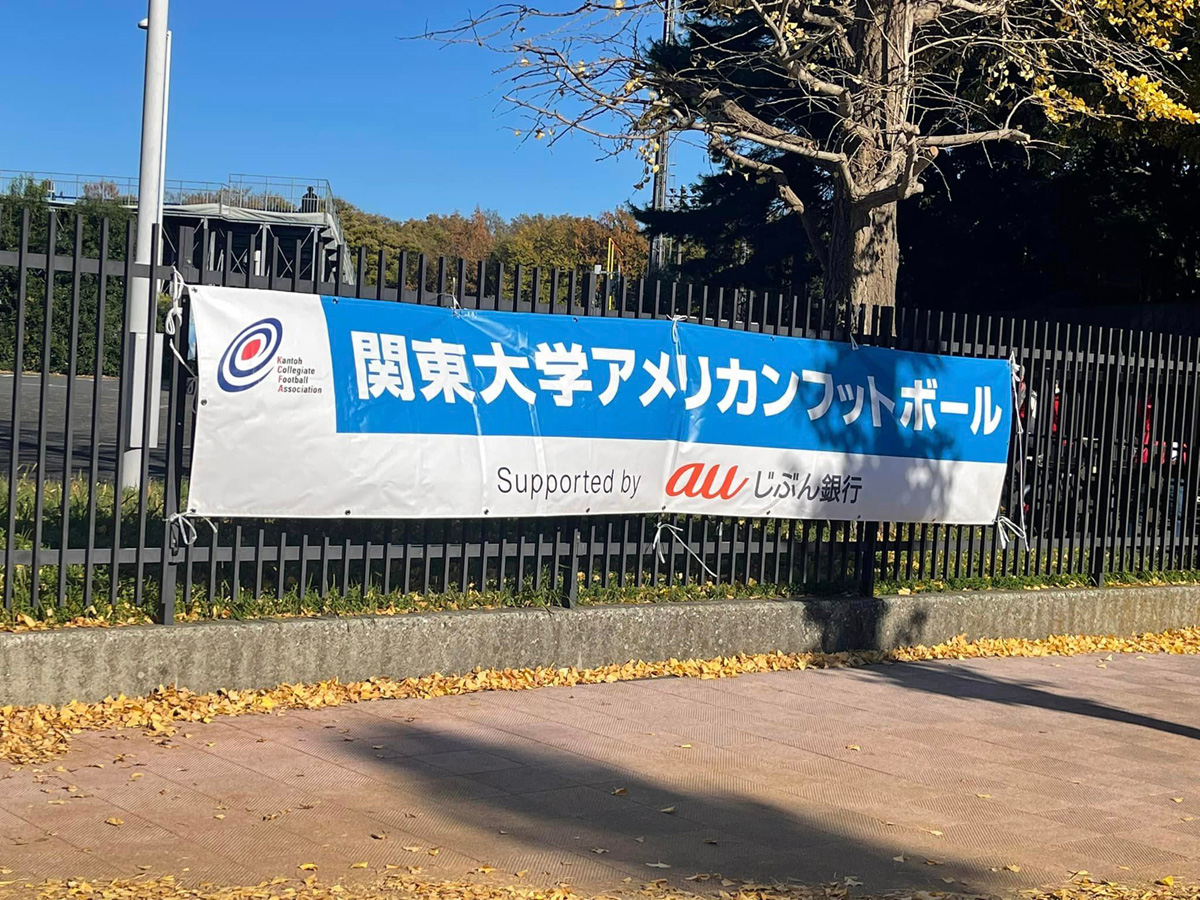 Kantoh
Collegiate
Football
Association
関東大学アメリカンフットボール
Supported by au じぶん銀行